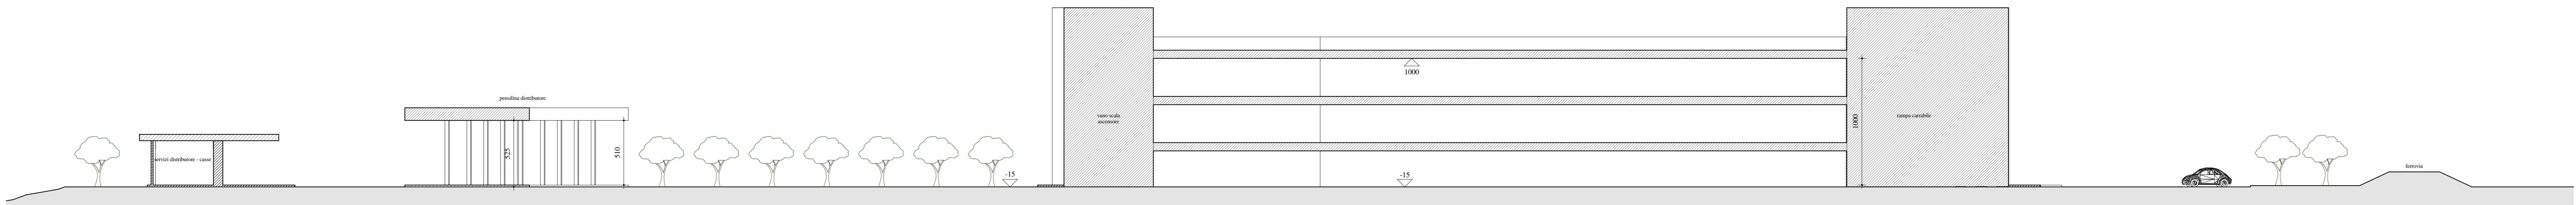 pensilina distributore
servizi distributore - casse
525
510
-15
vano scala
ascensore
1000
-15
1000
rampa carrabile
ferrovia